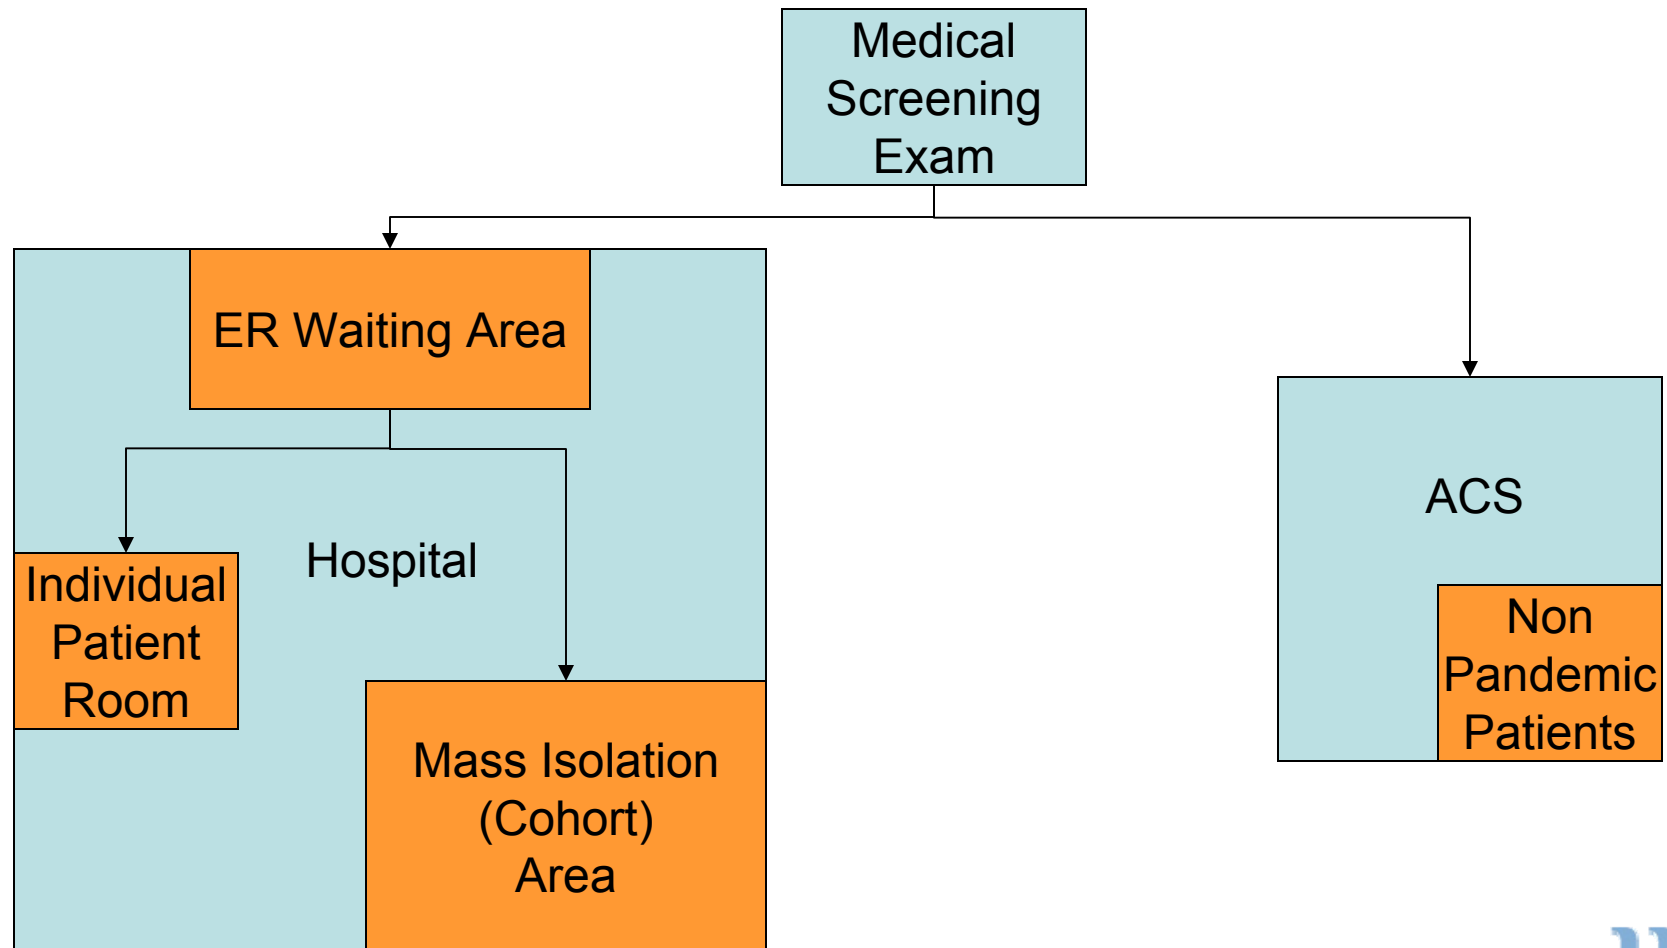 Medical
Screening
Exam
ER Waiting Area
Hospital
Individual
Patient
Room
Mass Isolation
(Cohort)
Area
ACS
Non
Pandemic
Patients